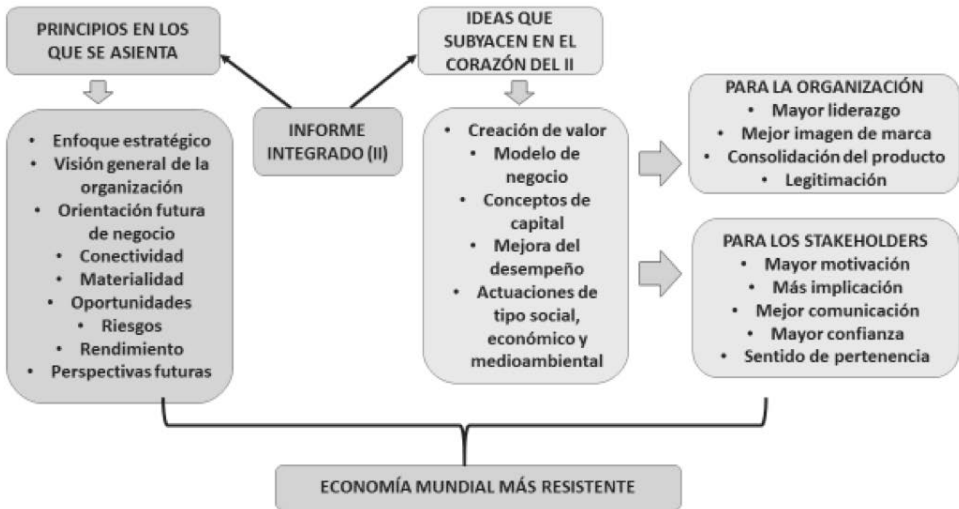 PRINCIPIOS EN LOS
QUE SE ASIENTA
IDEAS QUE
SUBYACEN EN EL
CORAZÓN DEL II
INFORME
INTEGRADO (II)
• Enfoque estratégico
• Visión general de la
organización
• Orientación futura
de negocio
• Conectividad
• Materialidad
• Oportunidades
• Riesgos
• Rendimiento
• Perspectivas futuras
• Creación de valor
• Modelo de
negocio
• Conceptos de
capital
• Mejora del
desempeño
• Actuaciones de
tipo social,
económico y
medioambiental
PARA LA ORGANIZACIÓN
• Mayor liderazgo
• Mejor imagen de marca
• Consolidación del producto
• Legitimación
PARA LOS STAKEHOLDERS
• Mayor motivación
• Más implicación
• Mejor comunicación
• Mayor confianza
• Sentido de pertenencia
ECONOMÍA MUNDIAL MÁS RESISTENTE